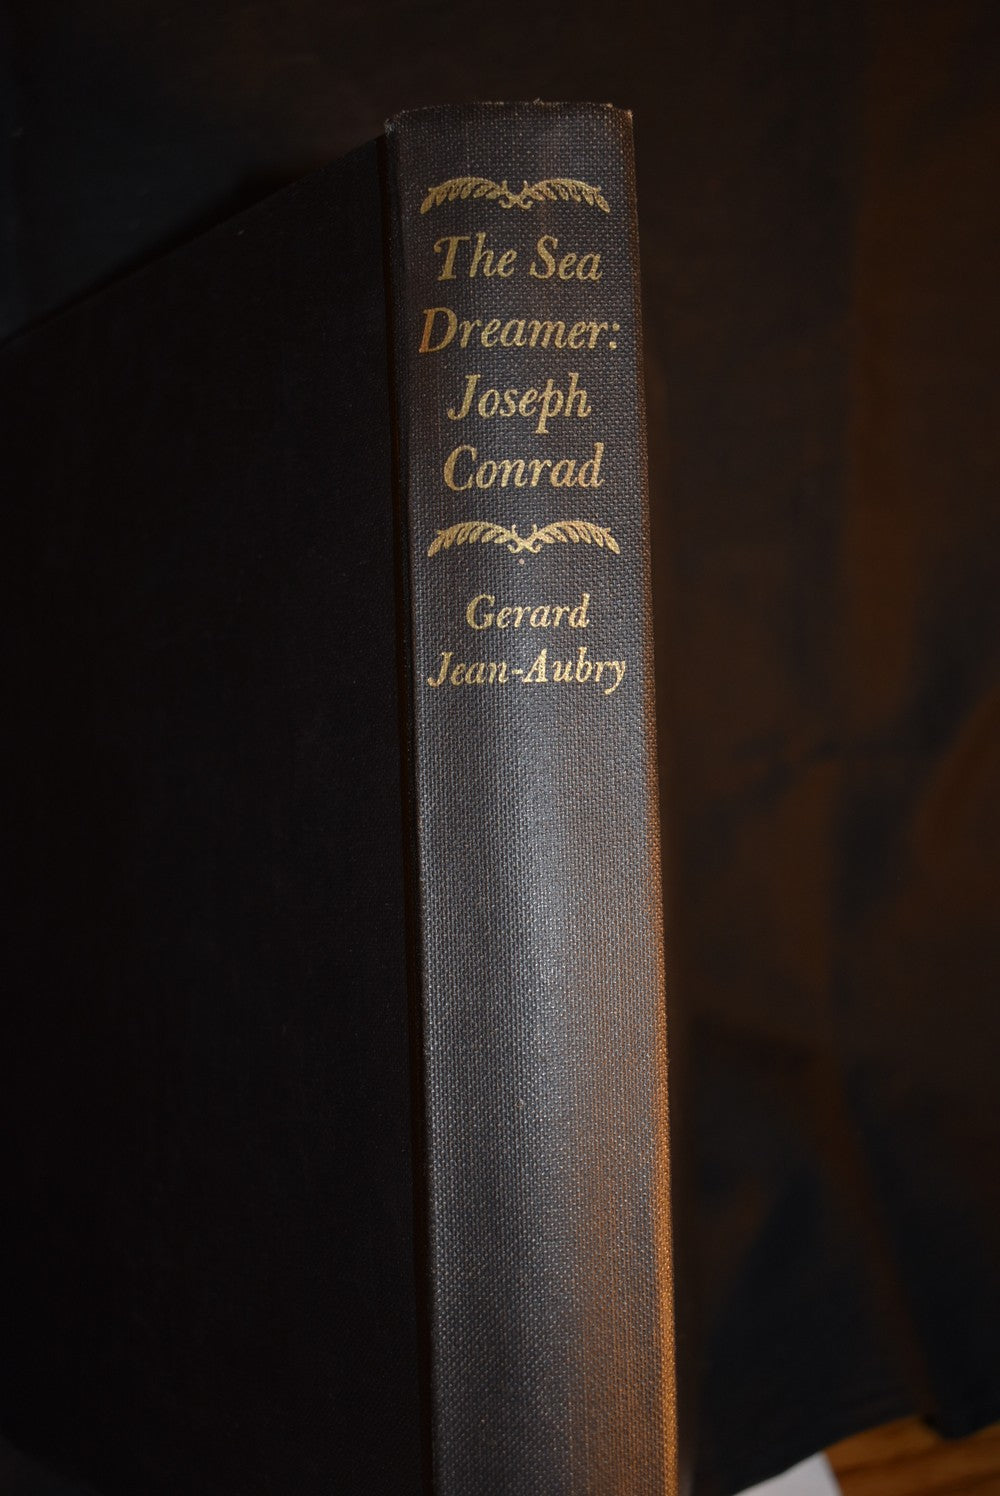 The Sea
Dreamer:
Joseph
Conrad
Gerard
Jean-Aubry